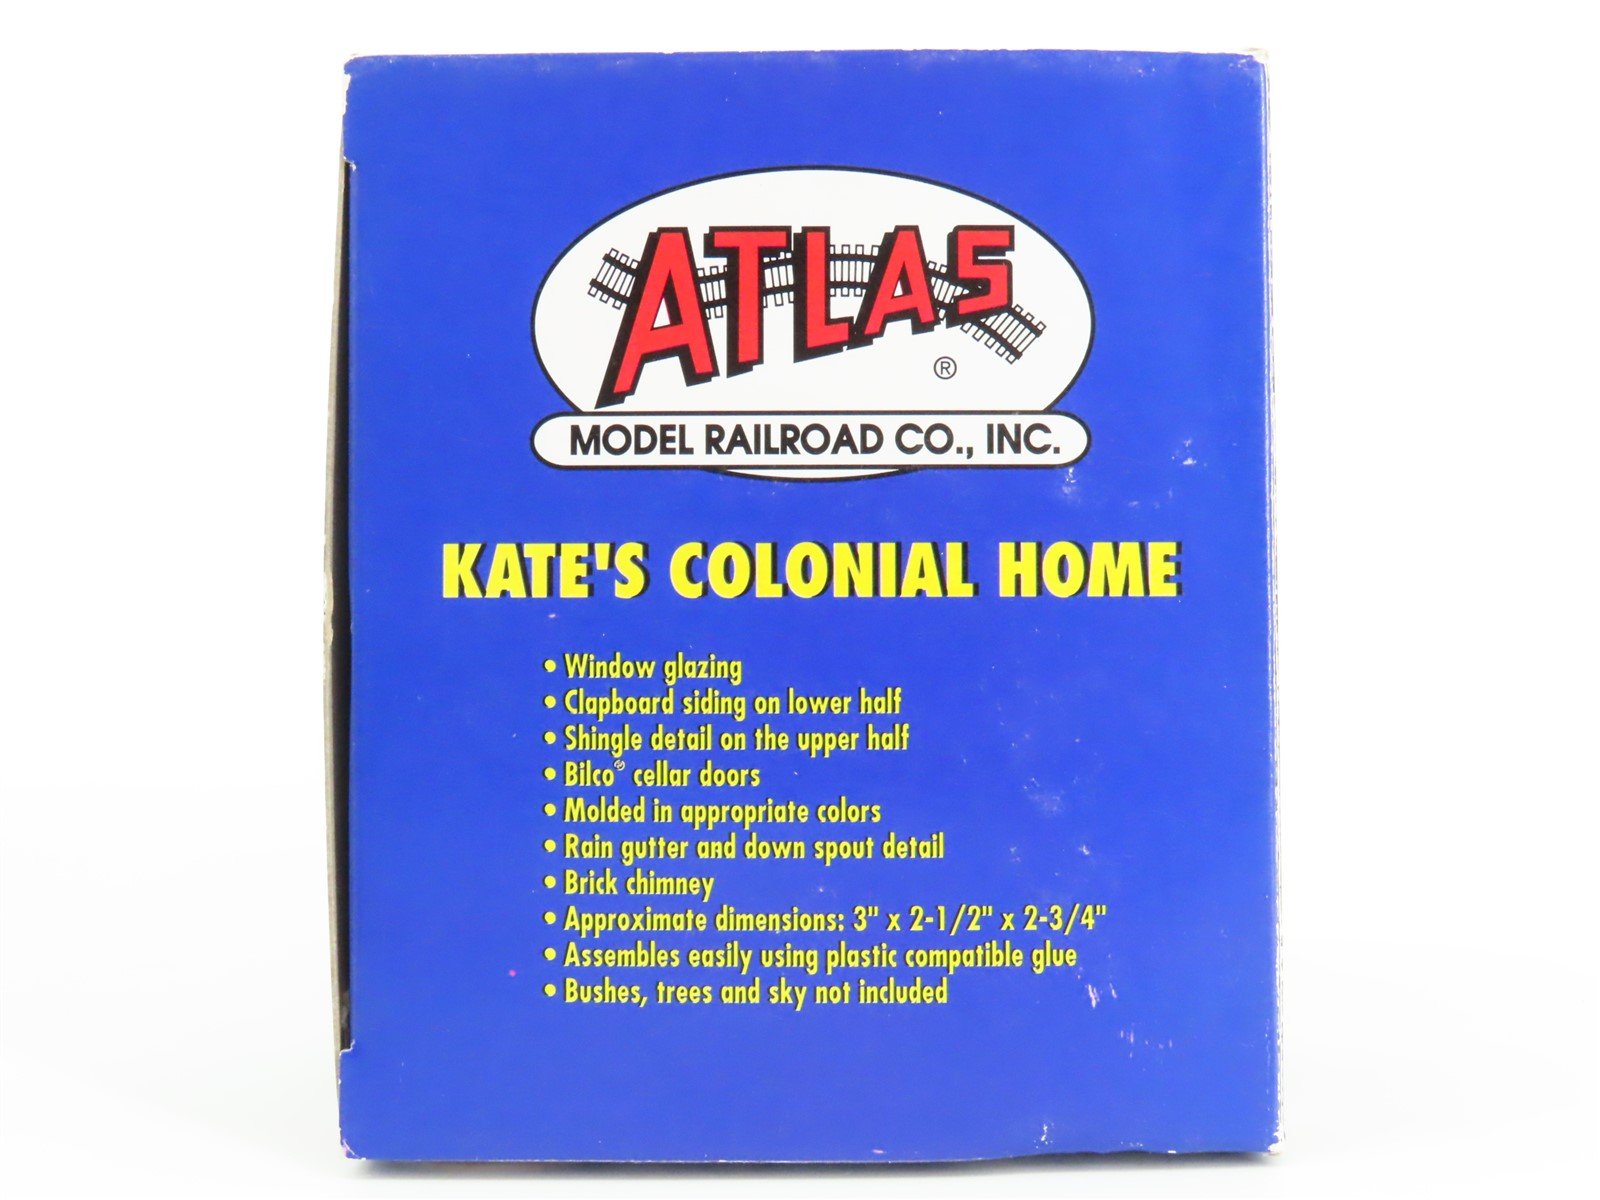 ATLAS
®
MODEL RAILROAD CO., INC.
KATE'S COLONIAL HOME
• Window glazing
• Clapboard siding on lower half
• Shingle detail on the upper half
• Bilco® cellar doors
• Molded in appropriate colors
• Rain gutter and down spout detail
• Brick chimney
• Approximate dimensions: 3" x 2-1/2" x 2-3/4"
• Assembles easily using plastic compatible glue
• Bushes, trees and sky not included